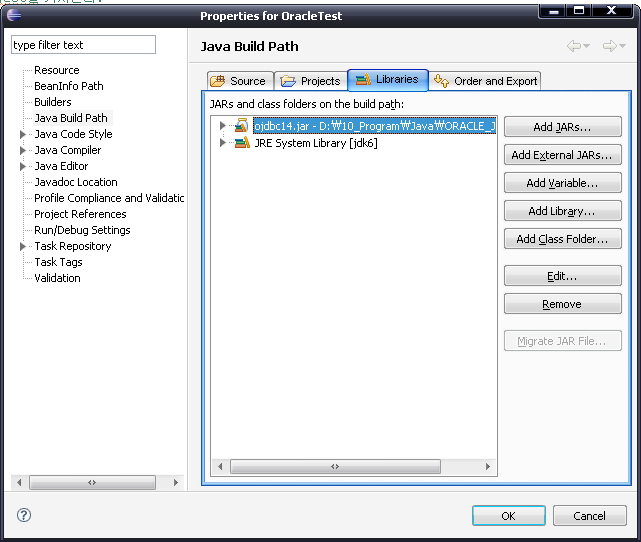 Properties for OracleTest
type filter text
Java Build Path
Resource
BeanInfo Path
Builders
Java Build Path
Java Code Style
Java Compiler
Java Editor
Javadoc Location
Profile Compliance and Validatic
Project References
Run/Debug Settings
Task Repository
Task Tags
Validation
Source
Projects
Libraries
Order and Export
JARs and class folders on the build path:
ojdbc14.jar - D:₩10_Program₩Java₩ORACLE_J
JRE System Library [jdk6]
Add JARs...
Add External JARs...
Add Variable...
Add Library...
Add Class Folder...
Edit...
Remove
Migrate JAR File...
?
OK
Cancel